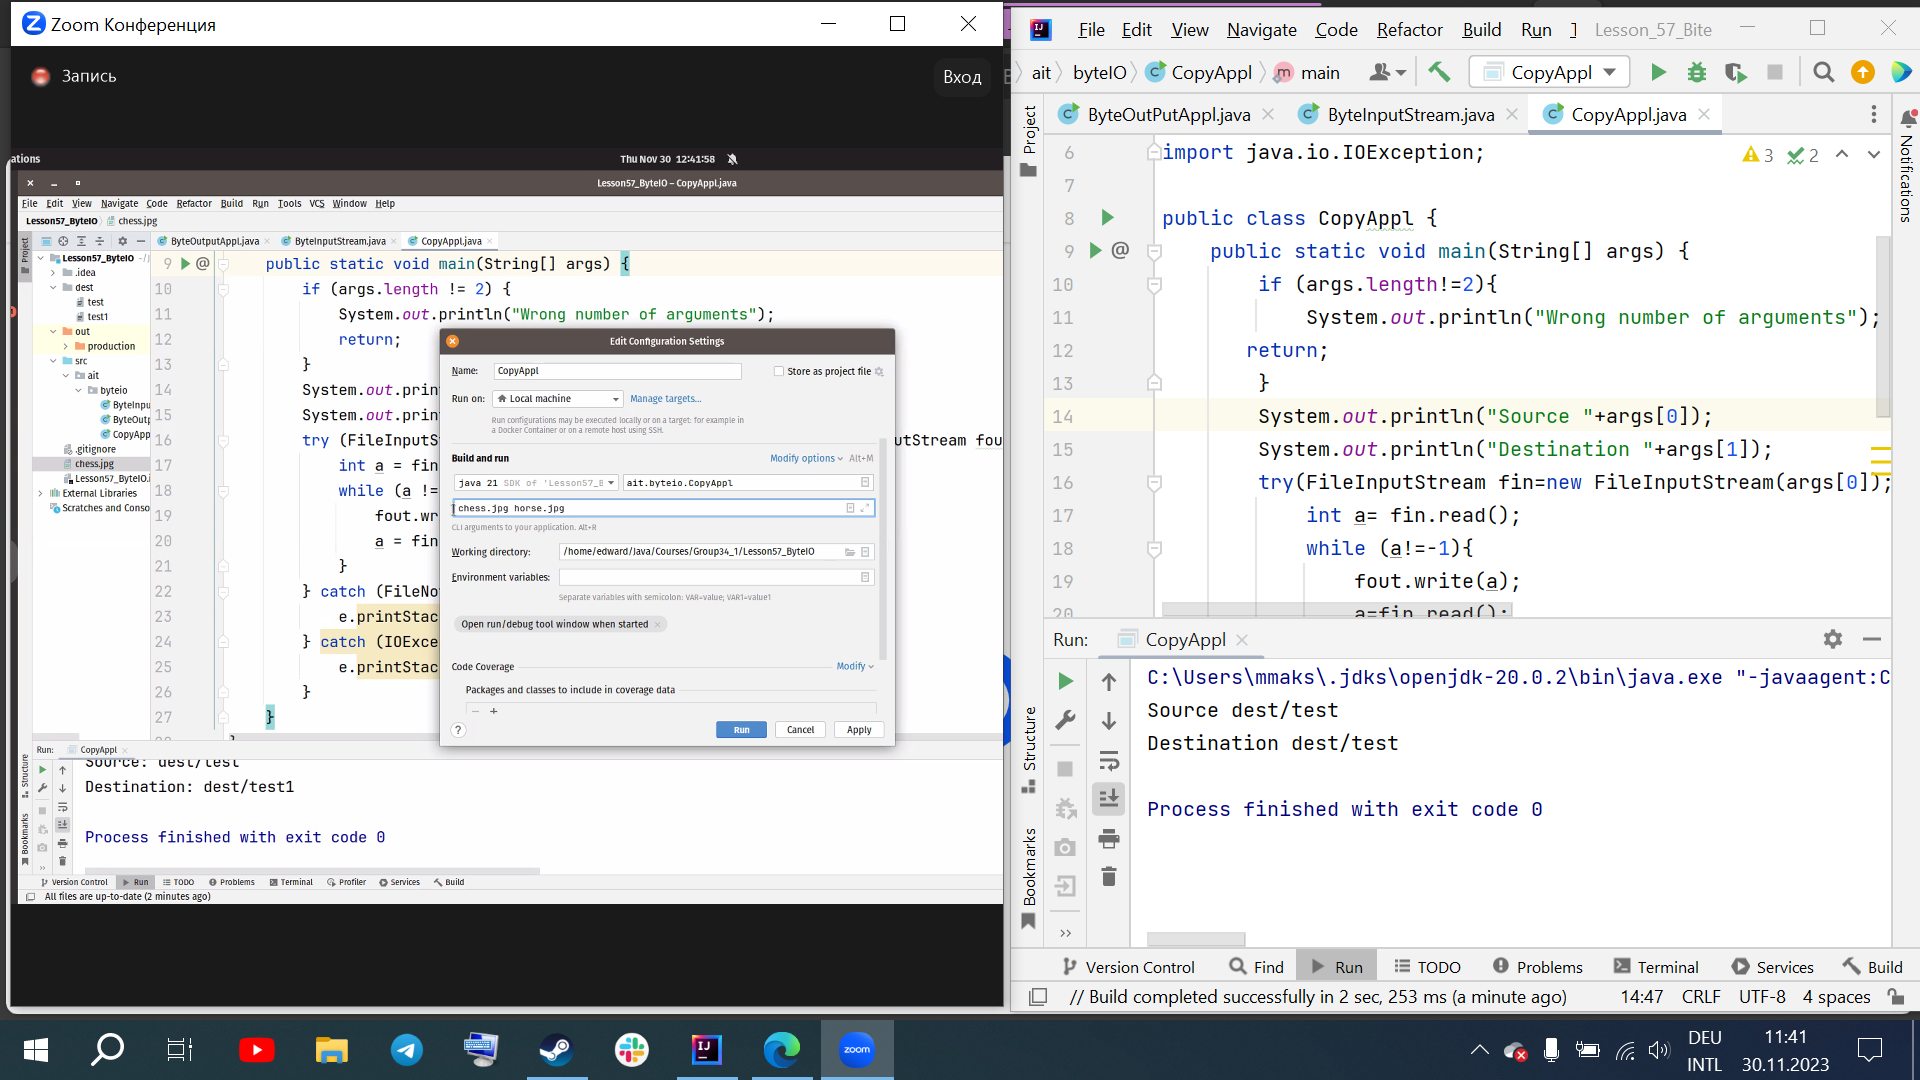 Zoom Конференция
Запись
Вход
ations
Thu Nov 30 12:41:58
Lesson57_ByteIO – CopyAppl.java
File Edit View Navigate Code Refactor Build Run Tools VCS Window Help
Lesson57_ByteIO chess.jpg
ByteOutputAppl.java ByteInputStream.java CopyAppl.java
Project
Lesson57_ByteIO
.idea
dest
test
test1
out
production
src
ait
byteio
ByteInpu
ByteOutp
CopyApp
.gitignore
chess.jpg
Lesson57_ByteIO.i
External Libraries
Scratches and Conso
9 public static void main(String[] args) {
10 if (args.length != 2) {
11 System.out.println("Wrong number of arguments");
12 return;
13 }
14 System.out.prin
15 System.out.prin
16 try (FileInputS utStream fou
17 int a = fin
18 while (a !=
19 fout.wr
20 a = fin
21 }
22 } catch (FileNo
23 e.printStac
24 } catch (IOExce
25 e.printStac
26 }
27 }
Edit Configuration Settings
Name: CopyAppl Store as project file
Run on: Local machine Manage targets...
Run configurations may be executed locally or on a target: for example in
a Docker Container or on a remote host using SSH.
Build and run Modify options Alt+M
java 21 SDK of 'Lesson57_B ait.byteio.CopyAppl
chess.jpg horse.jpg
CLI arguments to your application. Alt+R
Working directory: /home/edward/Java/Courses/Group34_1/Lesson57_ByteIO
Environment variables:
Separate variables with semicolon: VAR=value; VAR1=value1
Open run/debug tool window when started
Code Coverage Modify
Packages and classes to include in coverage data
? Run Cancel Apply
Run: CopyAppl
Source: dest/test
Destination: dest/test1
Process finished with exit code 0
Structure
Bookmarks
Version Control Run TODO Problems Terminal Profiler Services Build
All files are up-to-date (2 minutes ago)
File Edit View Navigate Code Refactor Build Run Lesson_57_Bite
ait byteIO CopyAppl main CopyAppl
ByteOutPutAppl.java ByteInputStream.java CopyAppl.java
Project
Notifications
3 2
6 import java.io.IOException;
7
8 public class CopyAppl {
9 public static void main(String[] args) {
10 if (args.length!=2){
11 System.out.println("Wrong number of arguments");
12 return;
13 }
14 System.out.println("Source "+args[0]);
15 System.out.println("Destination "+args[1]);
16 try(FileInputStream fin=new FileInputStream(args[0]);
17 int a= fin.read();
18 while (a!=-1){
19 fout.write(a);
20 a=fin.read();
Run: CopyAppl
C:\Users\mmaks\.jdks\openjdk-20.0.2\bin\java.exe "-javaagent:C
Source dest/test
Destination dest/test
Process finished with exit code 0
Structure
Bookmarks
Version Control Find Run TODO Problems Terminal Services Build
// Build completed successfully in 2 sec, 253 ms (a minute ago) 14:47 CRLF UTF-8 4 spaces
zoom
DEU
INTL
11:41
30.11.2023